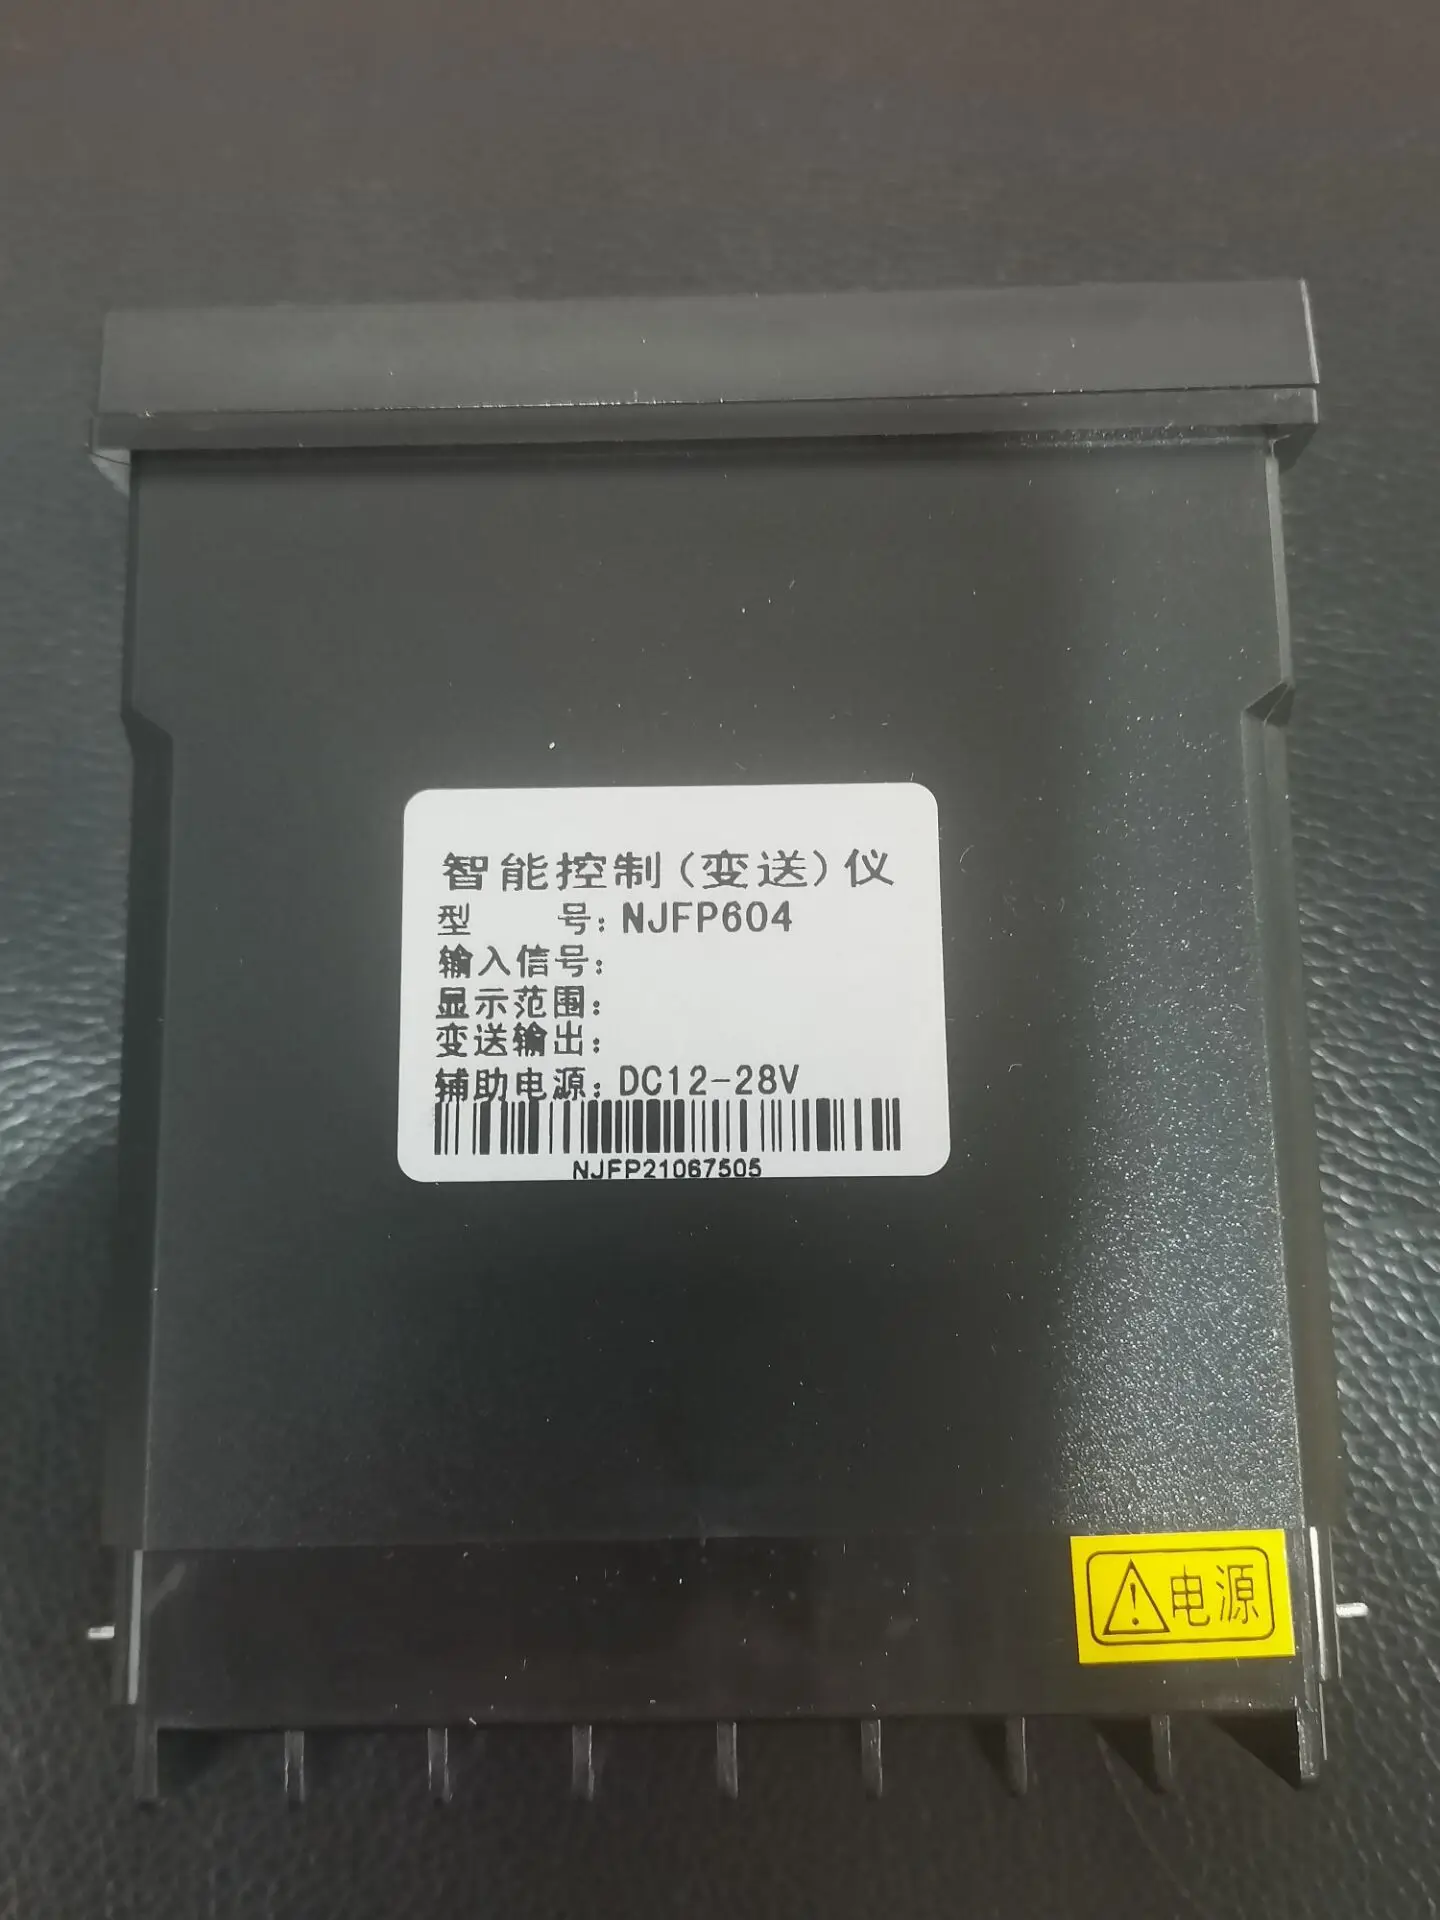 智能控制(变送)仪
型 号:NJFP604
输入信号:
显示范围:
变送输出:
辅助电源:DC12-28V
NJFP21067505
电源